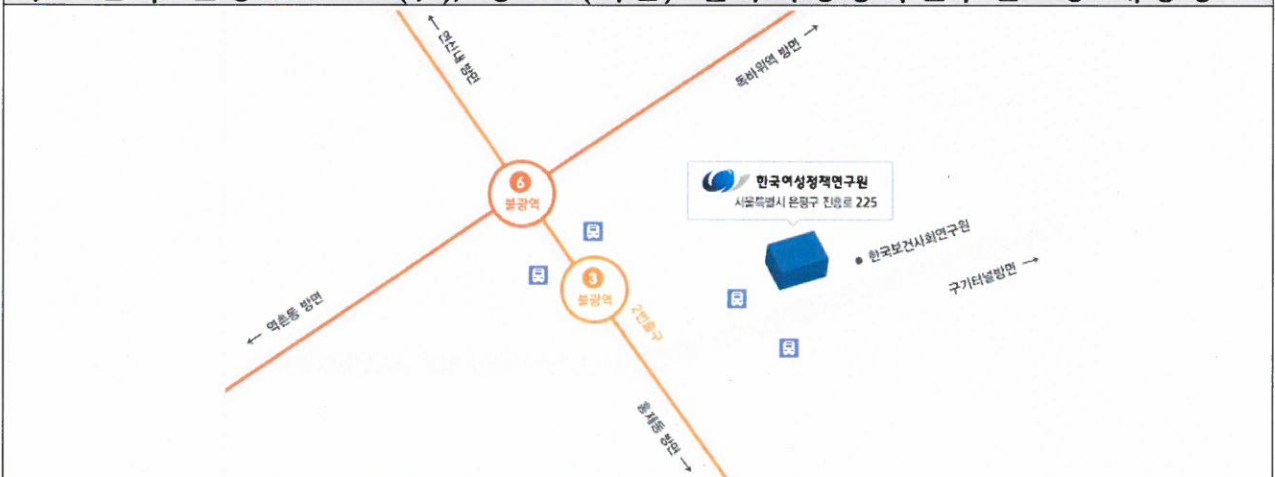 ← 연신내 방면
독바위역 방면 →
6
불광역
한국여성정책연구원
서울특별시 은평구 진흥로 225
한국보건사회연구원
구기터널방면 →
3
불광역
2번출구
← 역촌동 방면
홍제동 방면 →